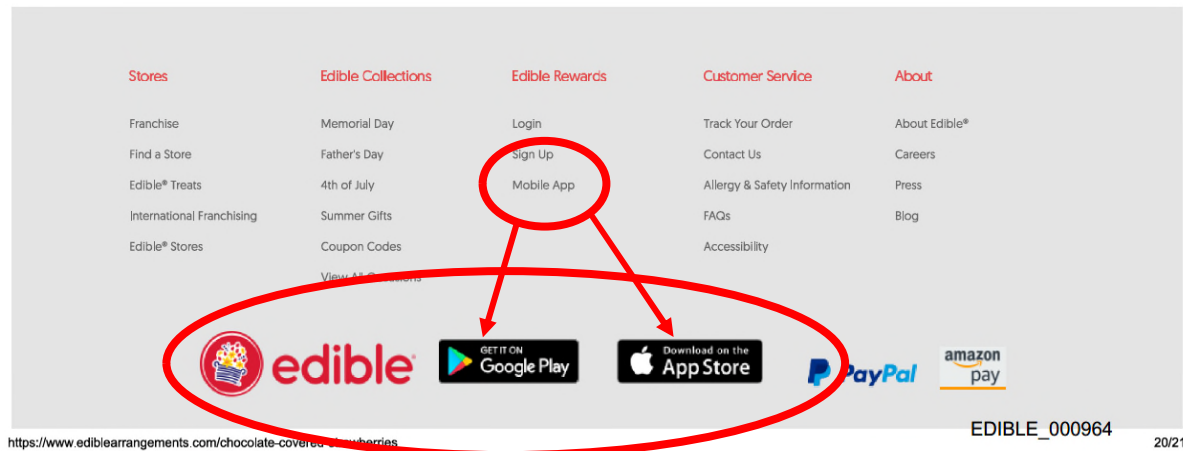 Stores Edible Collections Edible Rewards Customer Service About
Franchise Memorial Day Login Track Your Order About Edible®
Find a Store Father's Day Sign Up Contact Us Careers
Edible® Treats 4th of July Mobile App Allergy & Safety Information Press
International Franchising Summer Gifts FAQs Blog
Edible® Stores Coupon Codes Accessibility
View All Occasions
edible GET IT ON Google Play Download on the App Store PayPal amazon pay
EDIBLE_000964
https://www.ediblearrangements.com/chocolate-covered-strawberries 20/21